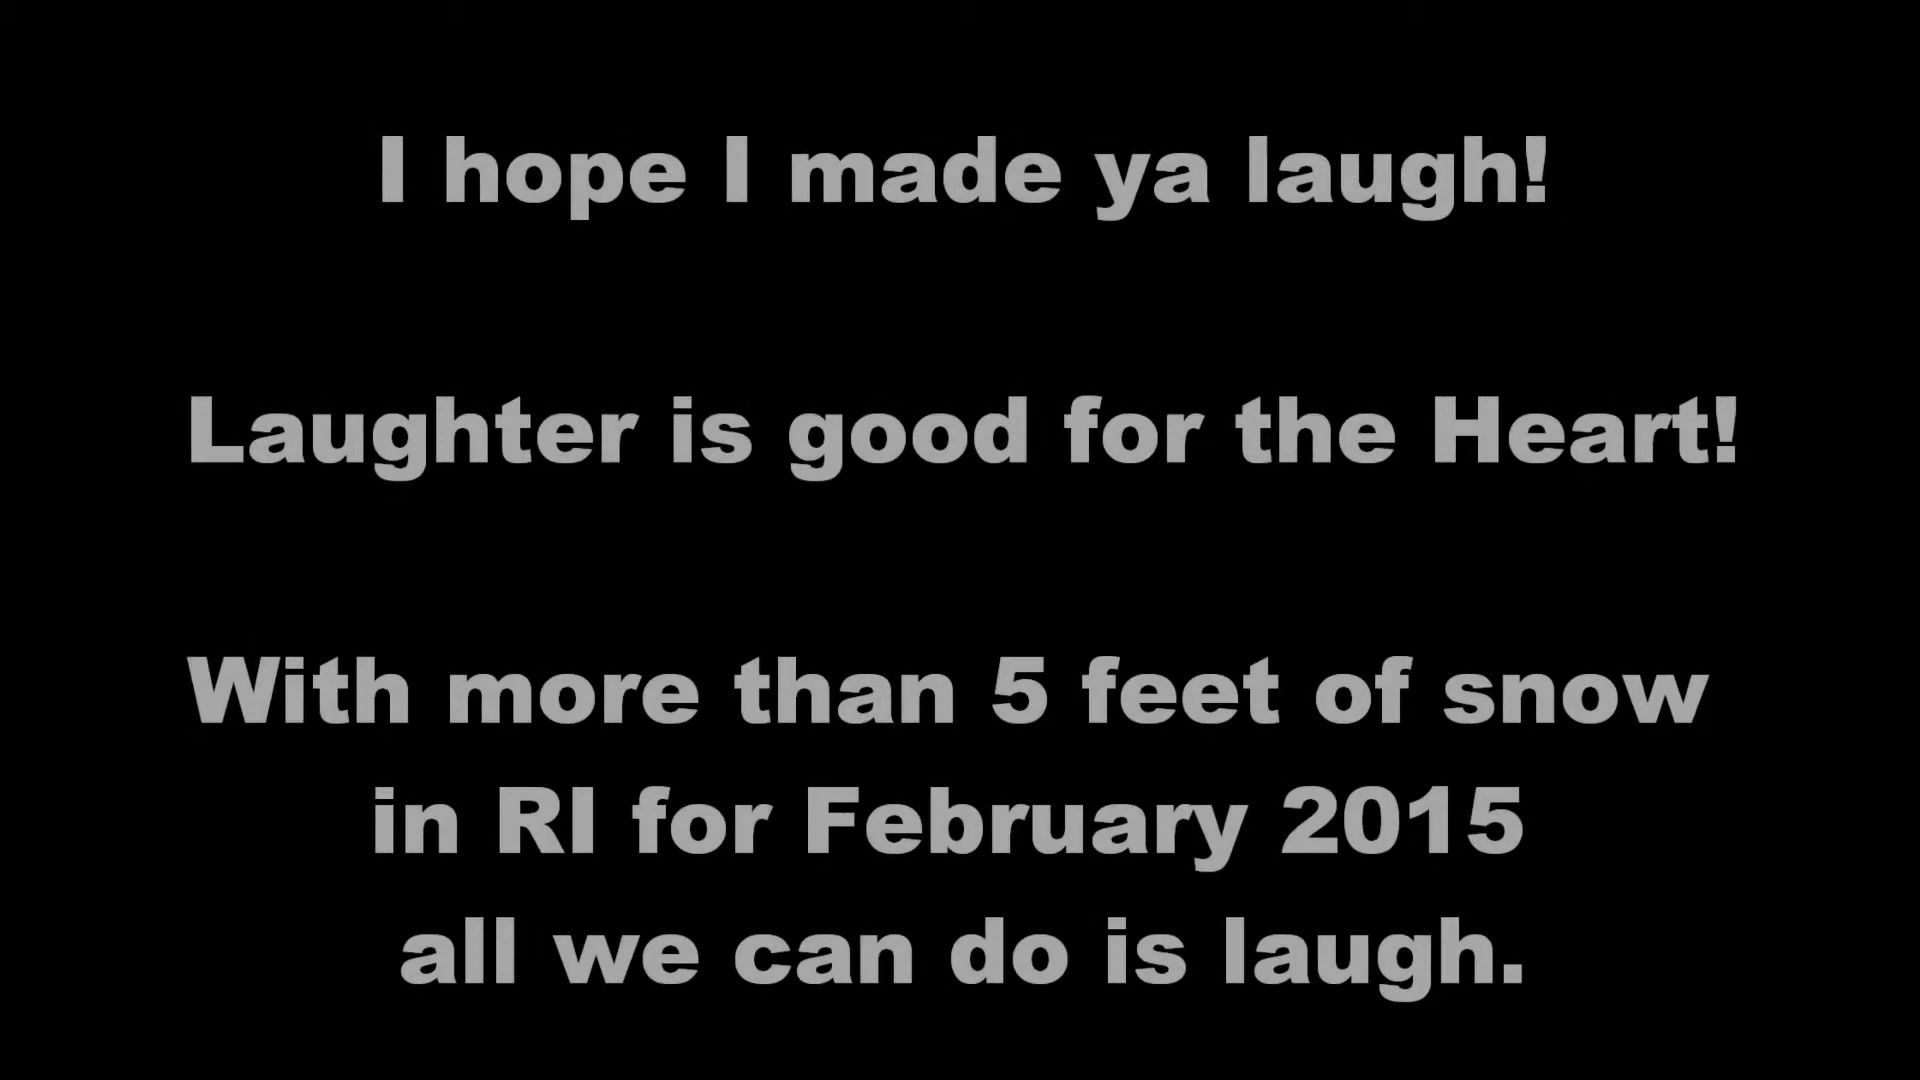 I hope I made ya laugh!
Laughter is good for the Heart!
With more than 5 feet of snow
in RI for February 2015
all we can do is laugh.